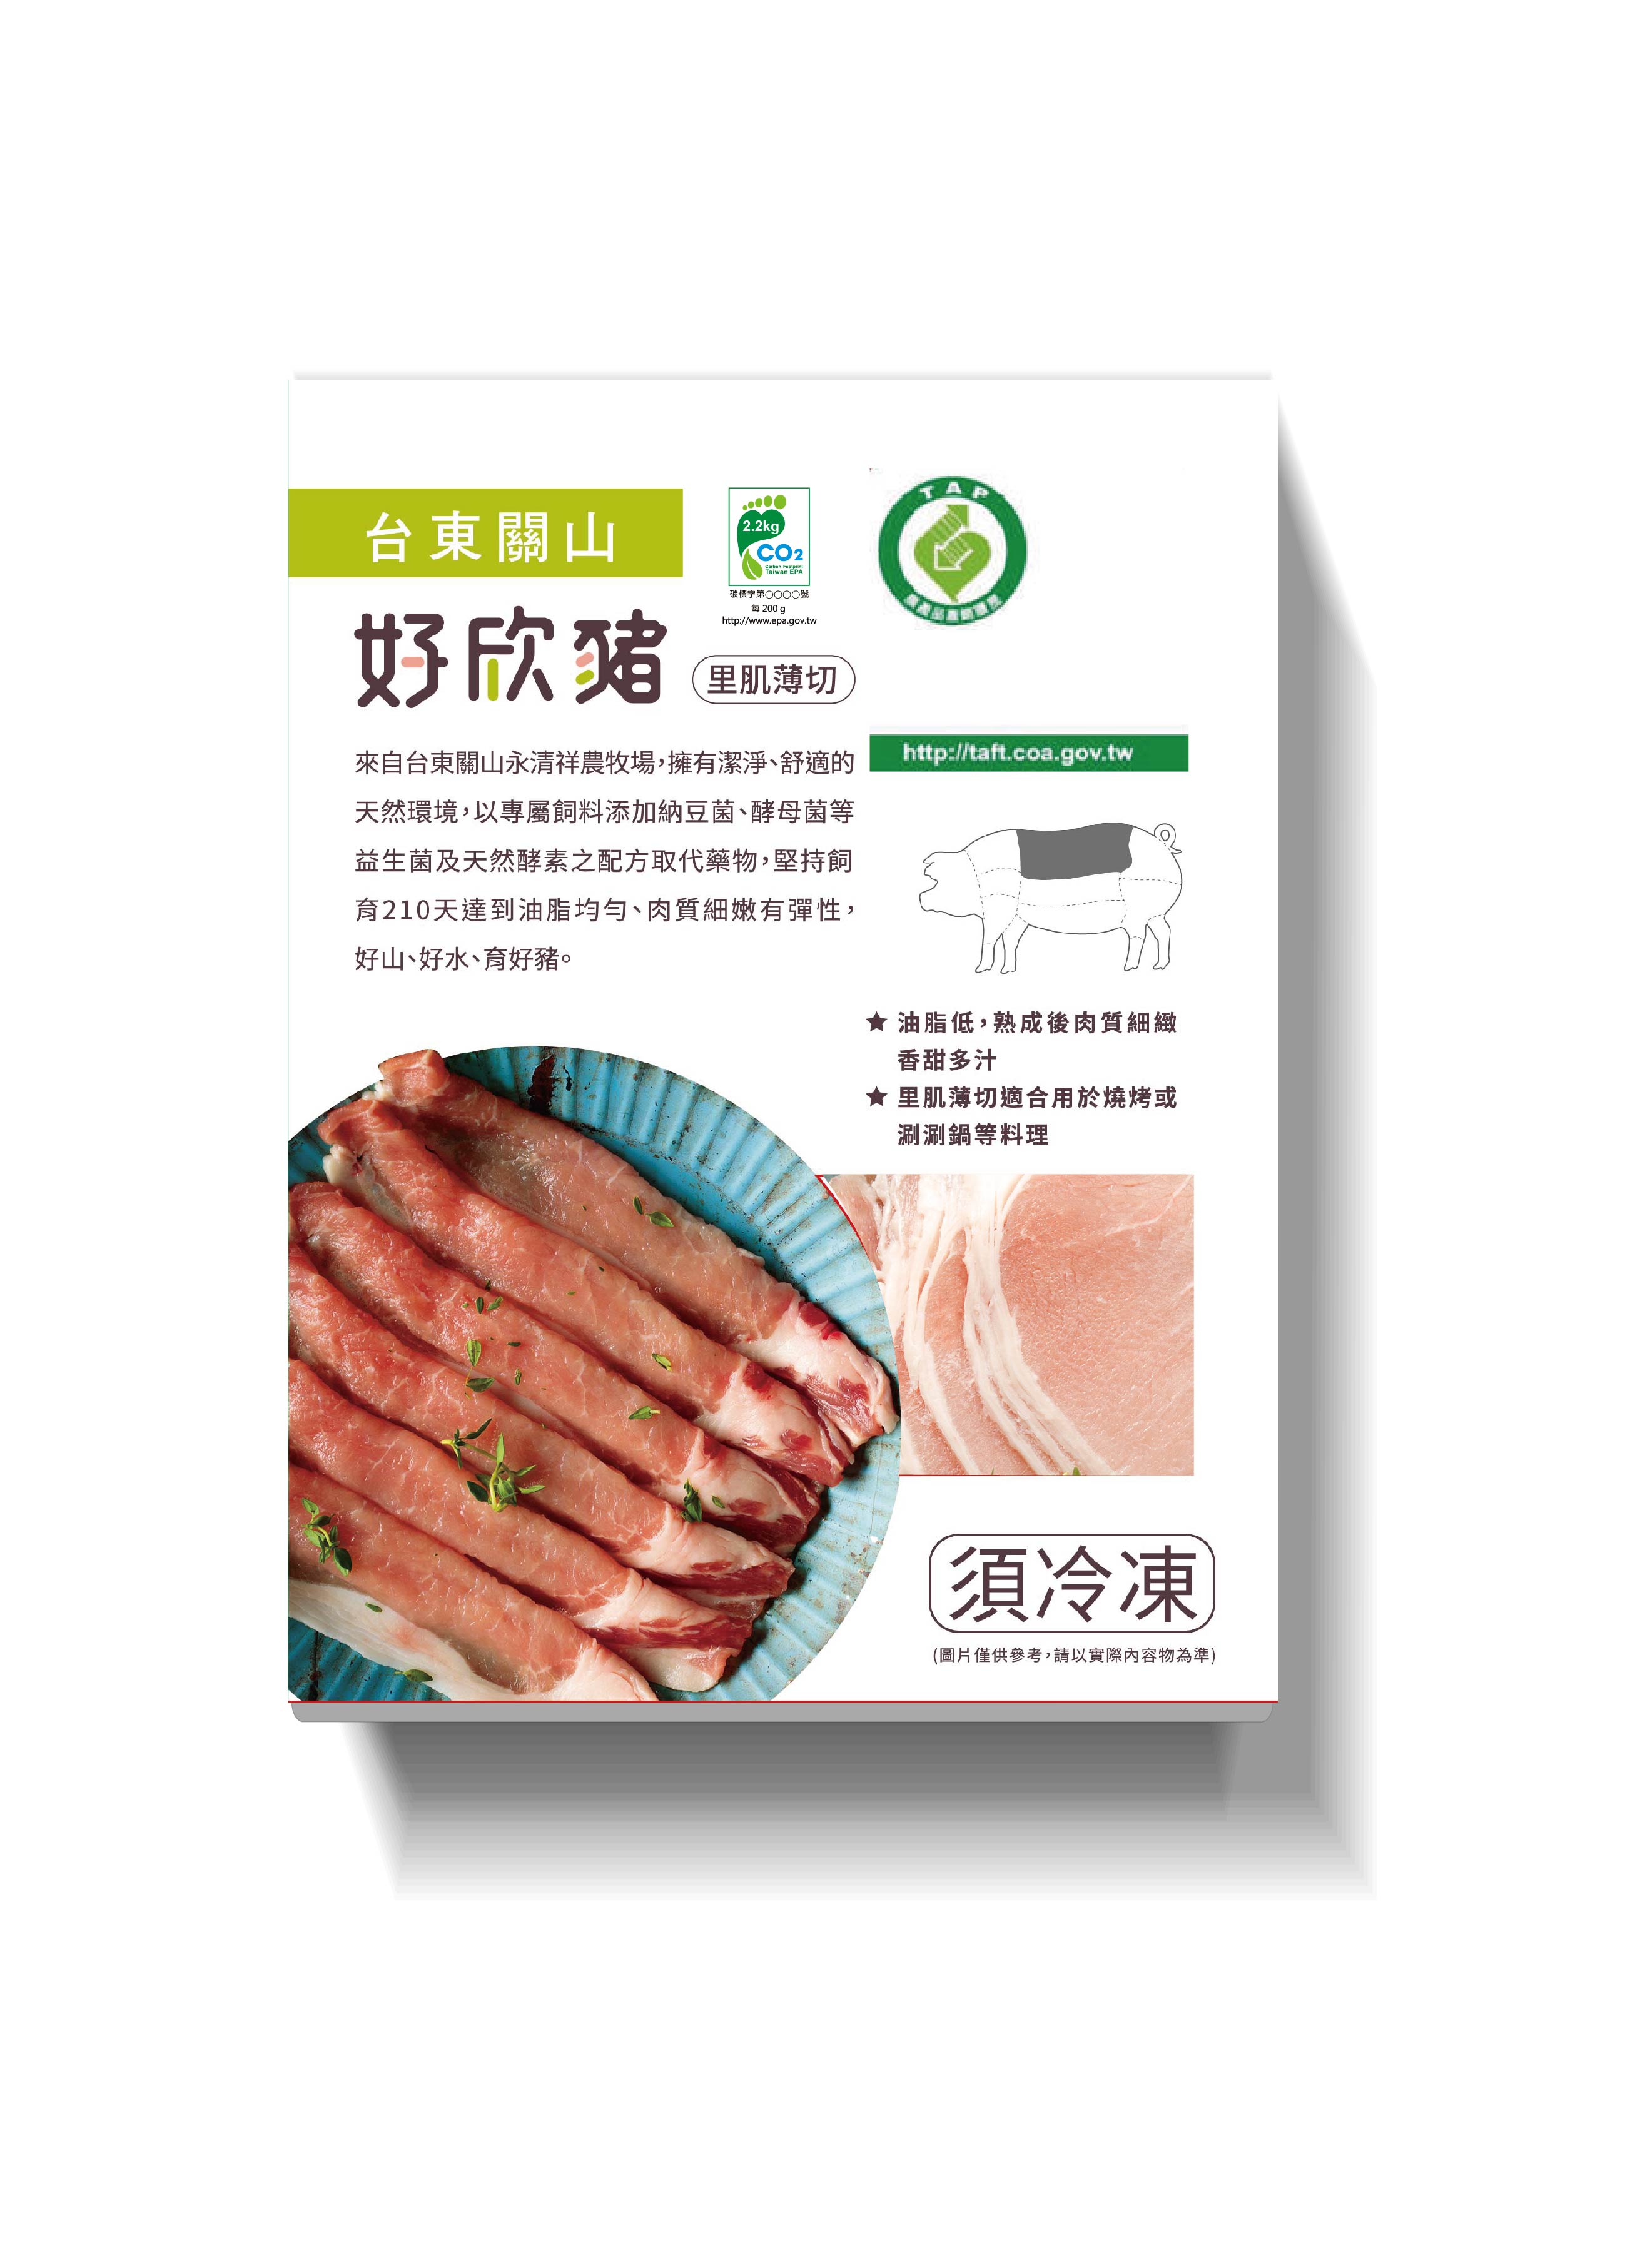 台東關山
2.2kg
CO2
Carbon Footprint
Taiwan EPA
碳標字第○○○○號
每 200 g
http://www.epa.gov.tw
TAP
好欣豬
里肌薄切
http://taft.coa.gov.tw
來自台東關山永清祥農牧場,擁有潔淨、舒適的
天然環境,以專屬飼料添加納豆菌、酵母菌等
益生菌及天然酵素之配方取代藥物,堅持飼
育210天達到油脂均勻、肉質細嫩有彈性,
好山、好水、育好豬。
★ 油脂低,熟成後肉質細緻
香甜多汁
★ 里肌薄切適合用於燒烤或
涮涮鍋等料理
須冷凍
(圖片僅供參考,請以實際內容物為準)